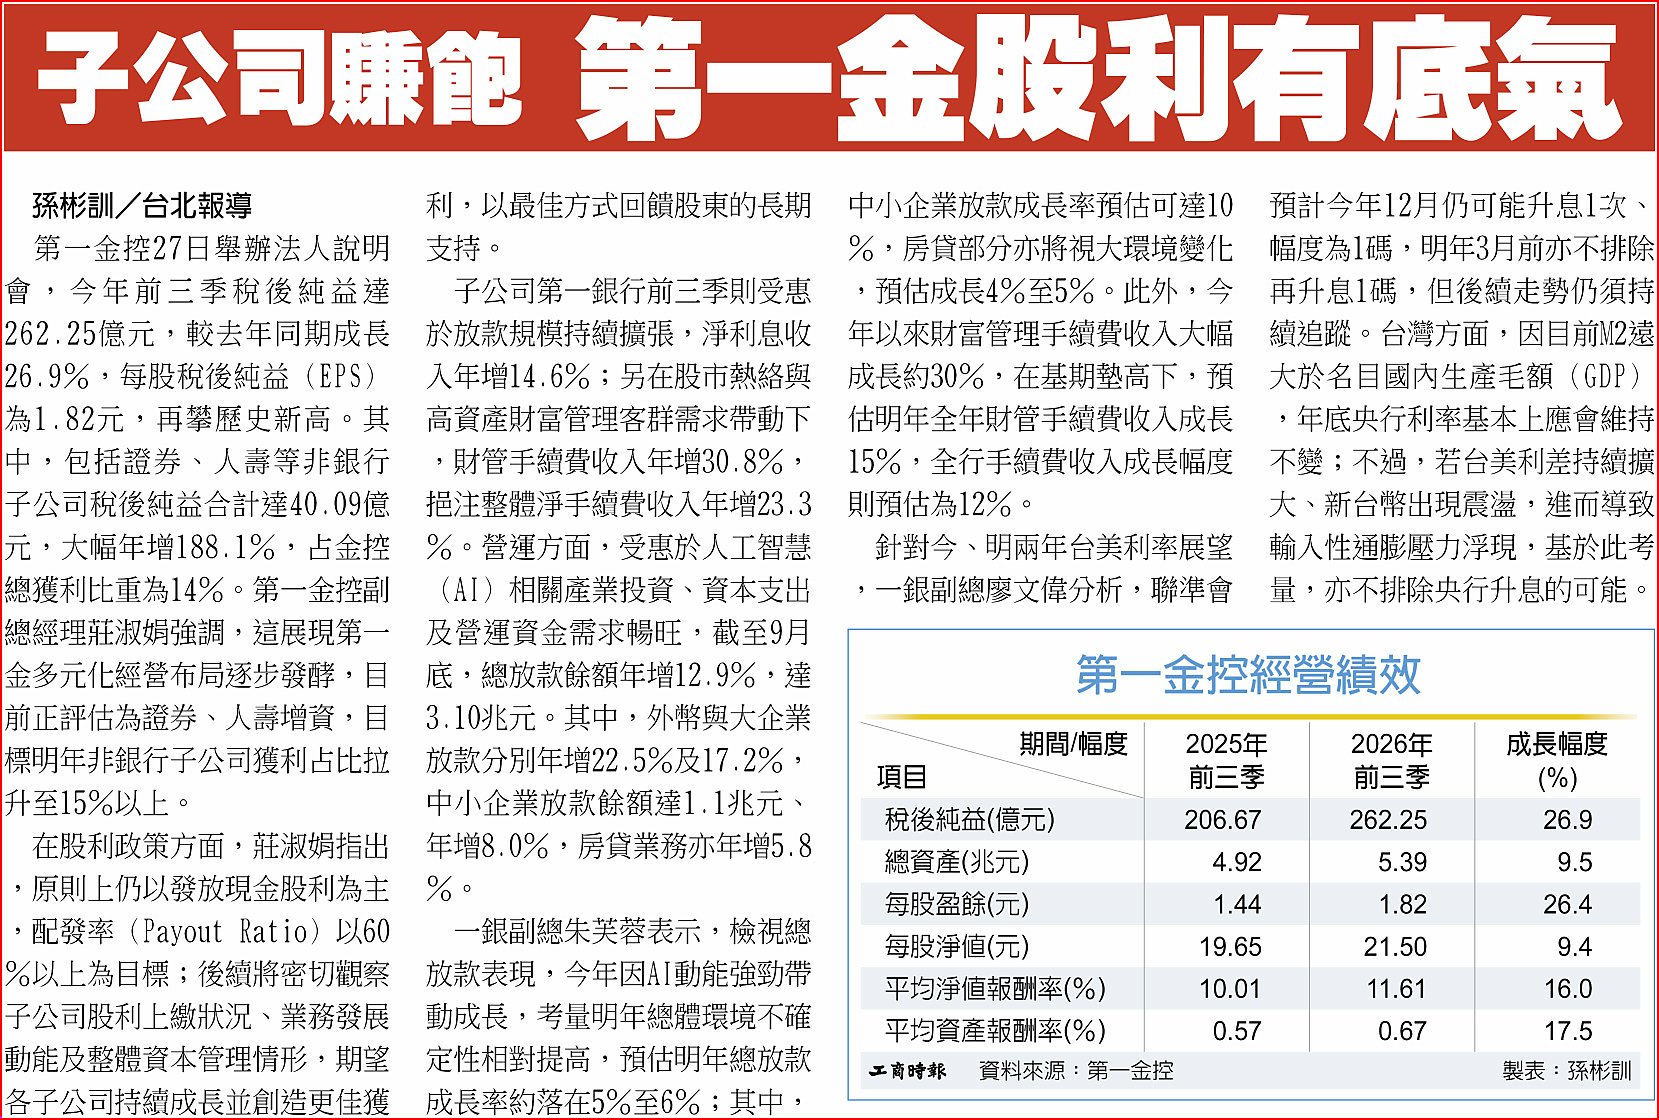 子公司賺飽 第一金股利有底氣
孫彬訓／台北報導
第一金控27日舉辦法人說明
會，今年前三季稅後純益達
262.25億元，較去年同期成長
26.9%，每股稅後純益（EPS）
為1.82元，再攀歷史新高。其
中，包括證券、人壽等非銀行
子公司稅後純益合計達40.09億
元，大幅年增188.1%，占金控
總獲利比重為14%。第一金控副
總經理莊淑娟強調，這展現第一
金多元化經營布局逐步發酵，目
前正評估為證券、人壽增資，目
標明年非銀行子公司獲利占比拉
升至15%以上。
在股利政策方面，莊淑娟指出
，原則上仍以發放現金股利為主
，配發率（Payout Ratio）以60
%以上為目標；後續將密切觀察
子公司股利上繳狀況、業務發展
動能及整體資本管理情形，期望
各子公司持續成長並創造更佳獲
利，以最佳方式回饋股東的長期
支持。
子公司第一銀行前三季則受惠
於放款規模持續擴張，淨利息收
入年增14.6%；另在股市熱絡與
高資產財富管理客群需求帶動下
，財管手續費收入年增30.8%，
挹注整體淨手續費收入年增23.3
%。營運方面，受惠於人工智慧
（AI）相關產業投資、資本支出
及營運資金需求暢旺，截至9月
底，總放款餘額年增12.9%，達
3.10兆元。其中，外幣與大企業
放款分別年增22.5%及17.2%，
中小企業放款餘額達1.1兆元、
年增8.0%，房貸業務亦年增5.8
%。
一銀副總朱芙蓉表示，檢視總
放款表現，今年因AI動能強勁帶
動成長，考量明年總體環境不確
定性相對提高，預估明年總放款
成長率約落在5%至6%；其中，
中小企業放款成長率預估可達10
%，房貸部分亦將視大環境變化
，預估成長4%至5%。此外，今
年以來財富管理手續費收入大幅
成長約30%，在基期墊高下，預
估明年全年財管手續費收入成長
15%，全行手續費收入成長幅度
則預估為12%。
針對今、明兩年台美利率展望
，一銀副總廖文偉分析，聯準會
預計今年12月仍可能升息1次、
幅度為1碼，明年3月前亦不排除
再升息1碼，但後續走勢仍須持
續追蹤。台灣方面，因目前M2遠
大於名目國內生產毛額（GDP）
，年底央行利率基本上應會維持
不變；不過，若台美利差持續擴
大、新台幣出現震盪，進而導致
輸入性通膨壓力浮現，基於此考
量，亦不排除央行升息的可能。
第一金控經營績效
期間/幅度 項目 2025年前三季 2026年前三季 成長幅度(%)
稅後純益(億元) 206.67 262.25 26.9
總資產(兆元) 4.92 5.39 9.5
每股盈餘(元) 1.44 1.82 26.4
每股淨值(元) 19.65 21.50 9.4
平均淨值報酬率(%) 10.01 11.61 16.0
平均資產報酬率(%) 0.57 0.67 17.5
工商時報 資料來源：第一金控 製表：孫彬訓